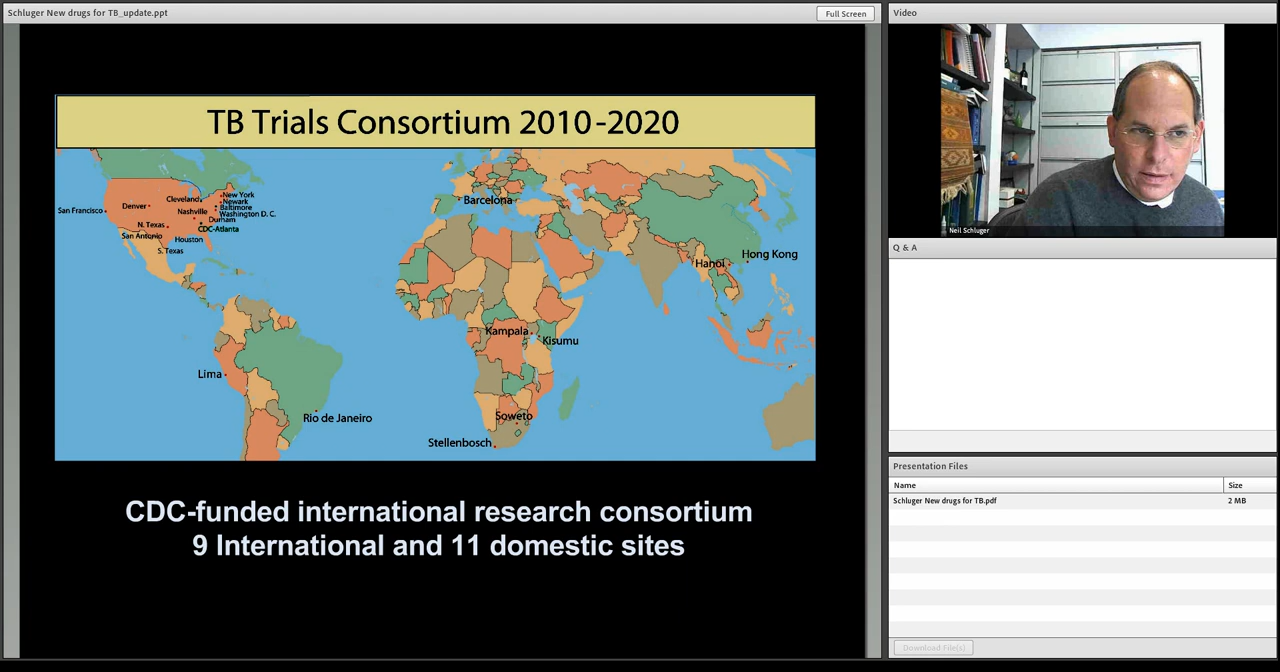 Schluger New drugs for TB_update.ppt
Full Screen
TB Trials Consortium 2010-2020
San Francisco
Denver
Cleveland
New York
Newark
Baltimore
Nashville
Washington D. C.
Durham
N. Texas
CDC-Atlanta
San Antonio
Houston
S. Texas
Barcelona
Hong Kong
Hanoi
Kampala
Kisumu
Lima
Rio de Janeiro
Soweto
Stellenbosch
CDC-funded international research consortium
9 International and 11 domestic sites
Video
Neil Schluger
Q & A
Presentation Files
Name Size
Schluger New drugs for TB.pdf 2 MB
Download File(s)